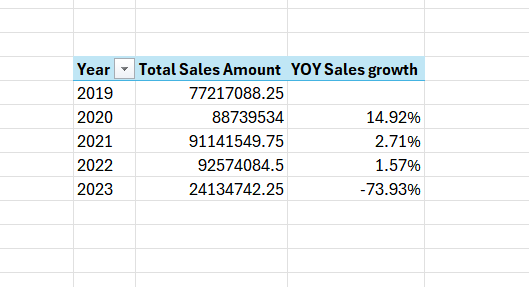 Year Total Sales Amount YOY Sales growth
2019 77217088.25
2020 88739534 14.92%
2021 91141549.75 2.71%
2022 92574084.5 1.57%
2023 24134742.25 -73.93%